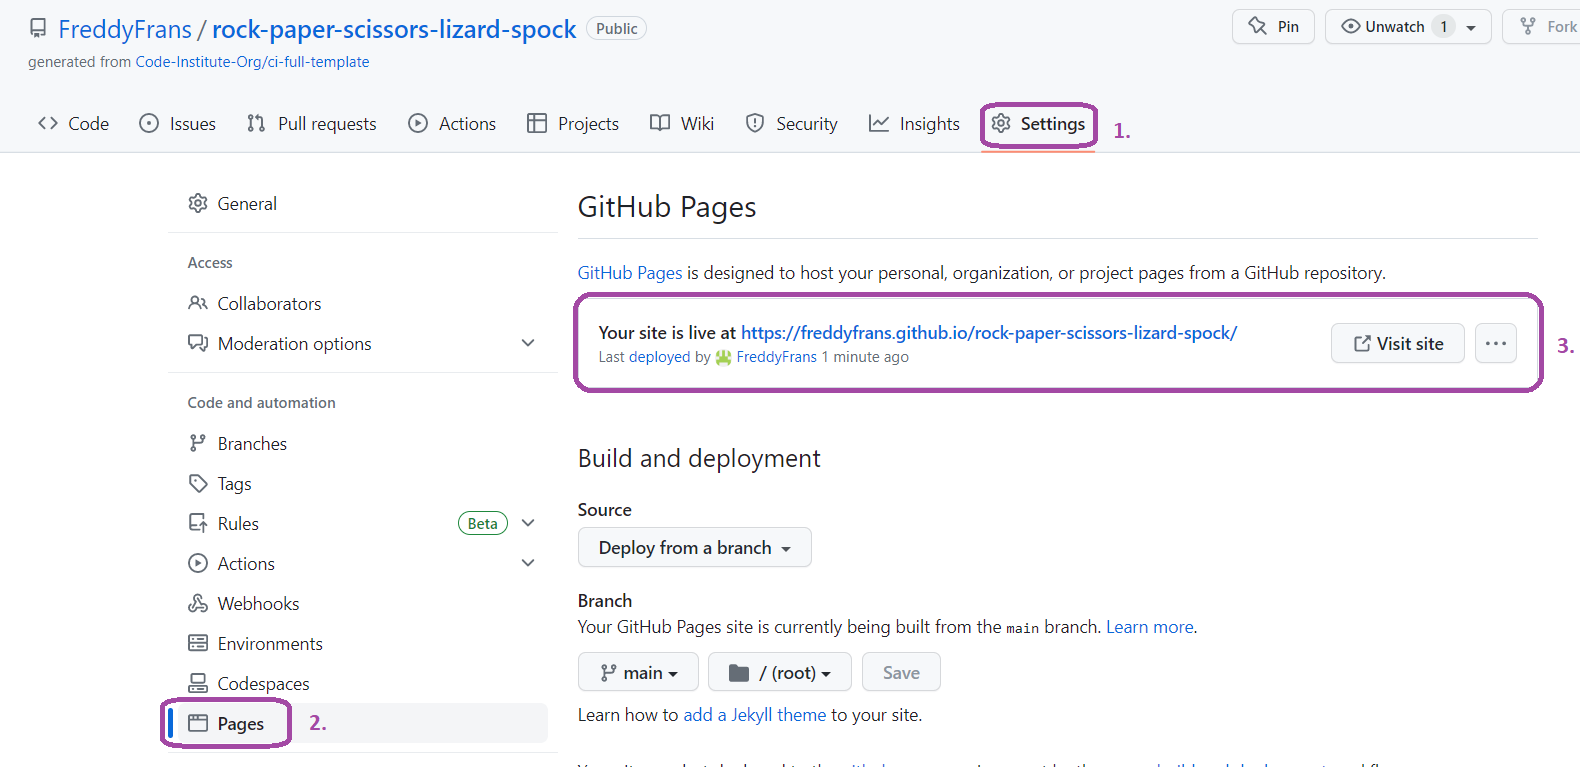 FreddyFrans / rock-paper-scissors-lizard-spock Public
Pin
Unwatch 1
Fork
generated from Code-Institute-Org/ci-full-template
Code Issues Pull requests Actions Projects Wiki Security Insights Settings 1.
General
Access
Collaborators
Moderation options
Code and automation
Branches
Tags
Rules Beta
Actions
Webhooks
Environments
Codespaces
Pages 2.
GitHub Pages
GitHub Pages is designed to host your personal, organization, or project pages from a GitHub repository.
Your site is live at https://freddyfrans.github.io/rock-paper-scissors-lizard-spock/
Last deployed by FreddyFrans 1 minute ago
Visit site ... 3.
Build and deployment
Source
Deploy from a branch
Branch
Your GitHub Pages site is currently being built from the main branch. Learn more.
main / (root) Save
Learn how to add a Jekyll theme to your site.